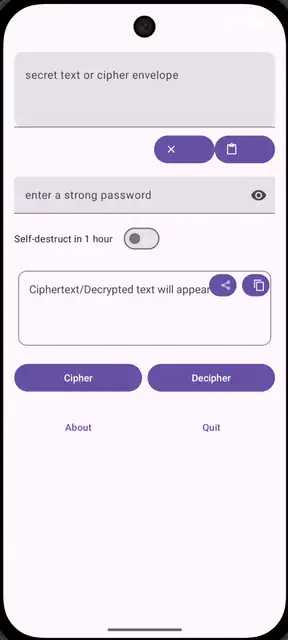 secret text or cipher envelope
enter a strong password
Self-destruct in 1 hour
Ciphertext/Decrypted text will appear
Cipher
Decipher
About
Quit